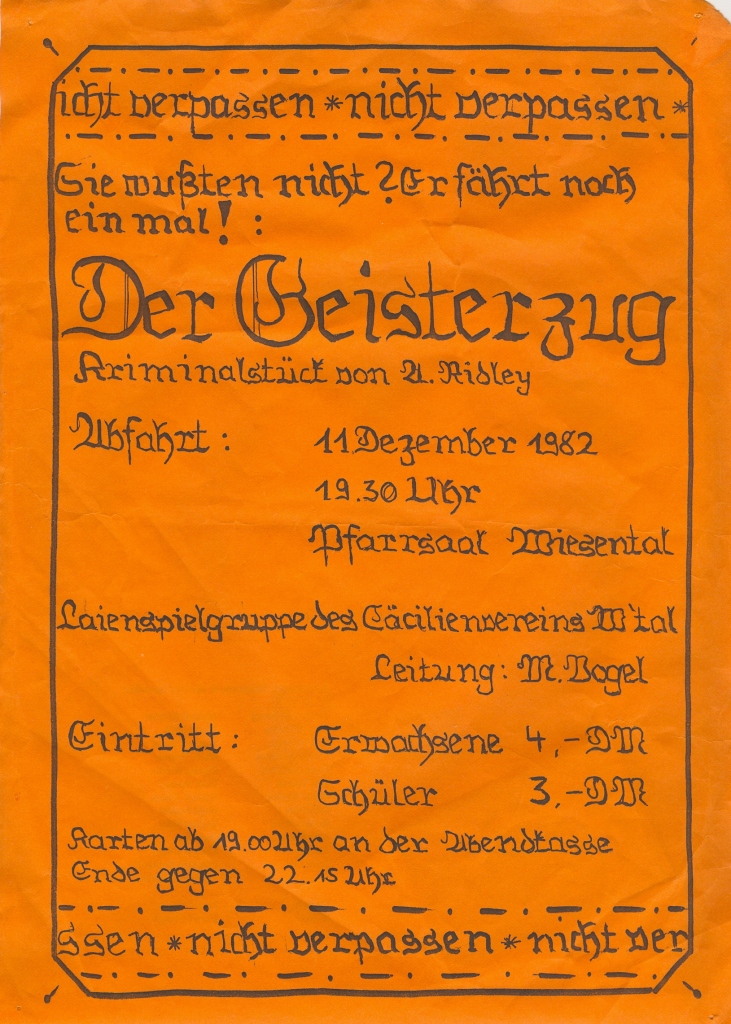 icht verpassen * nicht verpassen *
Sie wußten nicht? Er fährt noch
einmal! :
Der Geisterzug
Kriminalstück von A. Ridley
Abfahrt : 11 Dezember 1982
19.30 Uhr
Pfarrsaal Wiesental
Laienspielgruppe des Cäcilienvereins W'tal
Leitung: M. Vogel
Eintritt : Erwachsene 4,-DM
Schüler 3,-DM
Karten ab 19.00 Uhr an der Abendkasse
Ende gegen 22.15 Uhr
ssen * nicht verpassen * nicht ver